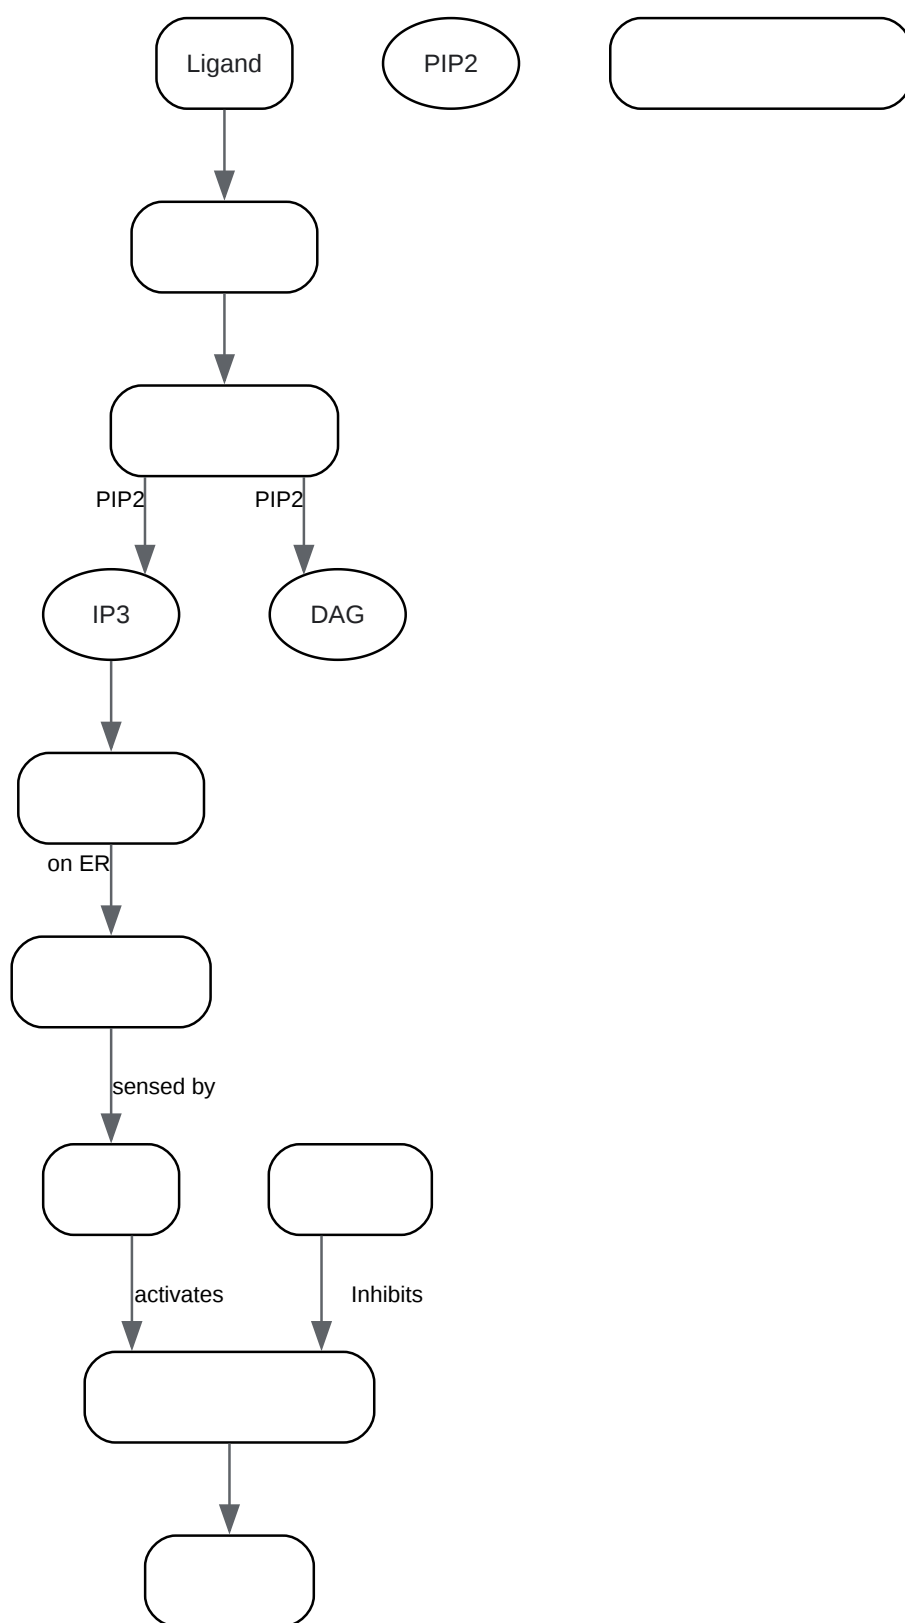 Ligand
PIP2
PIP2
PIP2
IP3
DAG
on ER
sensed by
activates
Inhibits